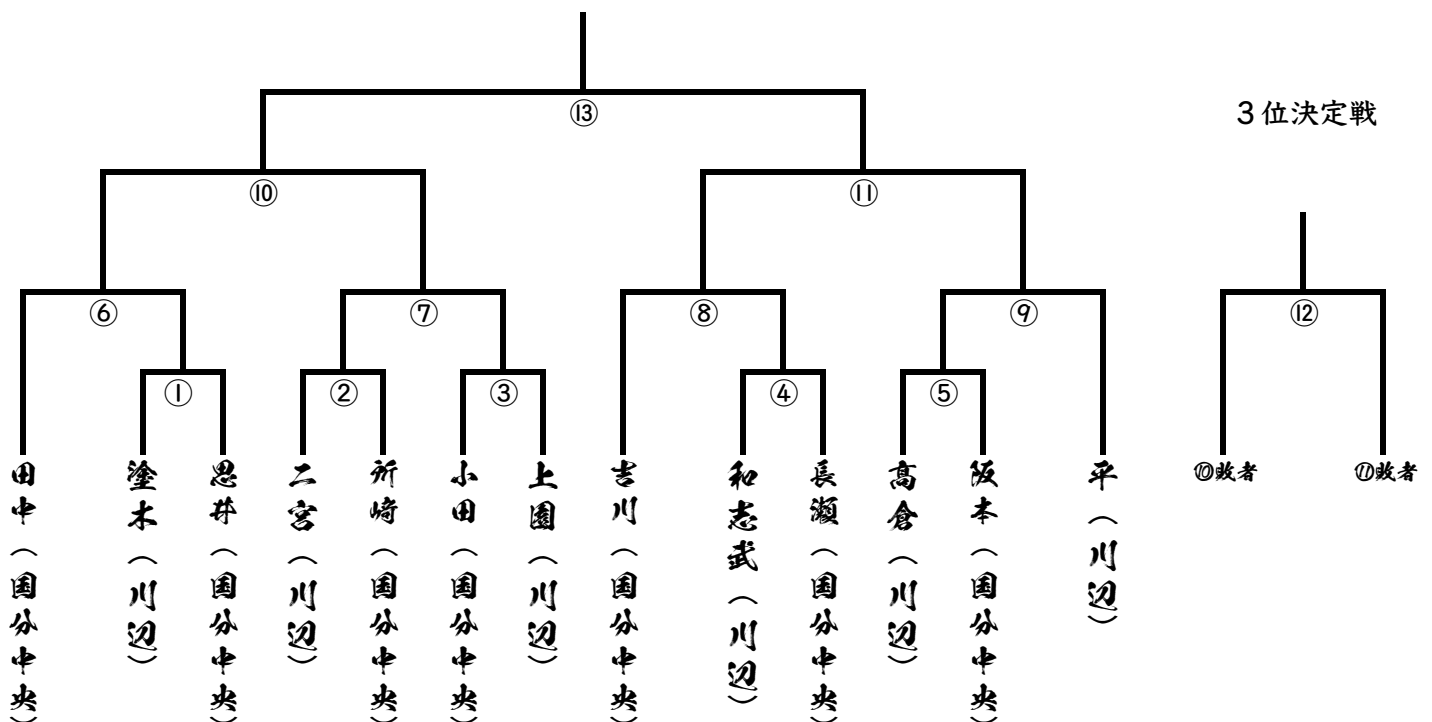 ⑬
3位決定戦
⑩
⑪
⑥
⑦
⑧
⑨
⑫
①
②
③
④
⑤
田中(国分中央)
塗木(川辺)
思井(国分中央)
二宮(川辺)
所﨑(国分中央)
小田(国分中央)
上園(川辺)
吉川(国分中央)
和志武(川辺)
長瀬(国分中央)
髙倉(川辺)
阪本(国分中央)
平(川辺)
⑩敗者
⑪敗者